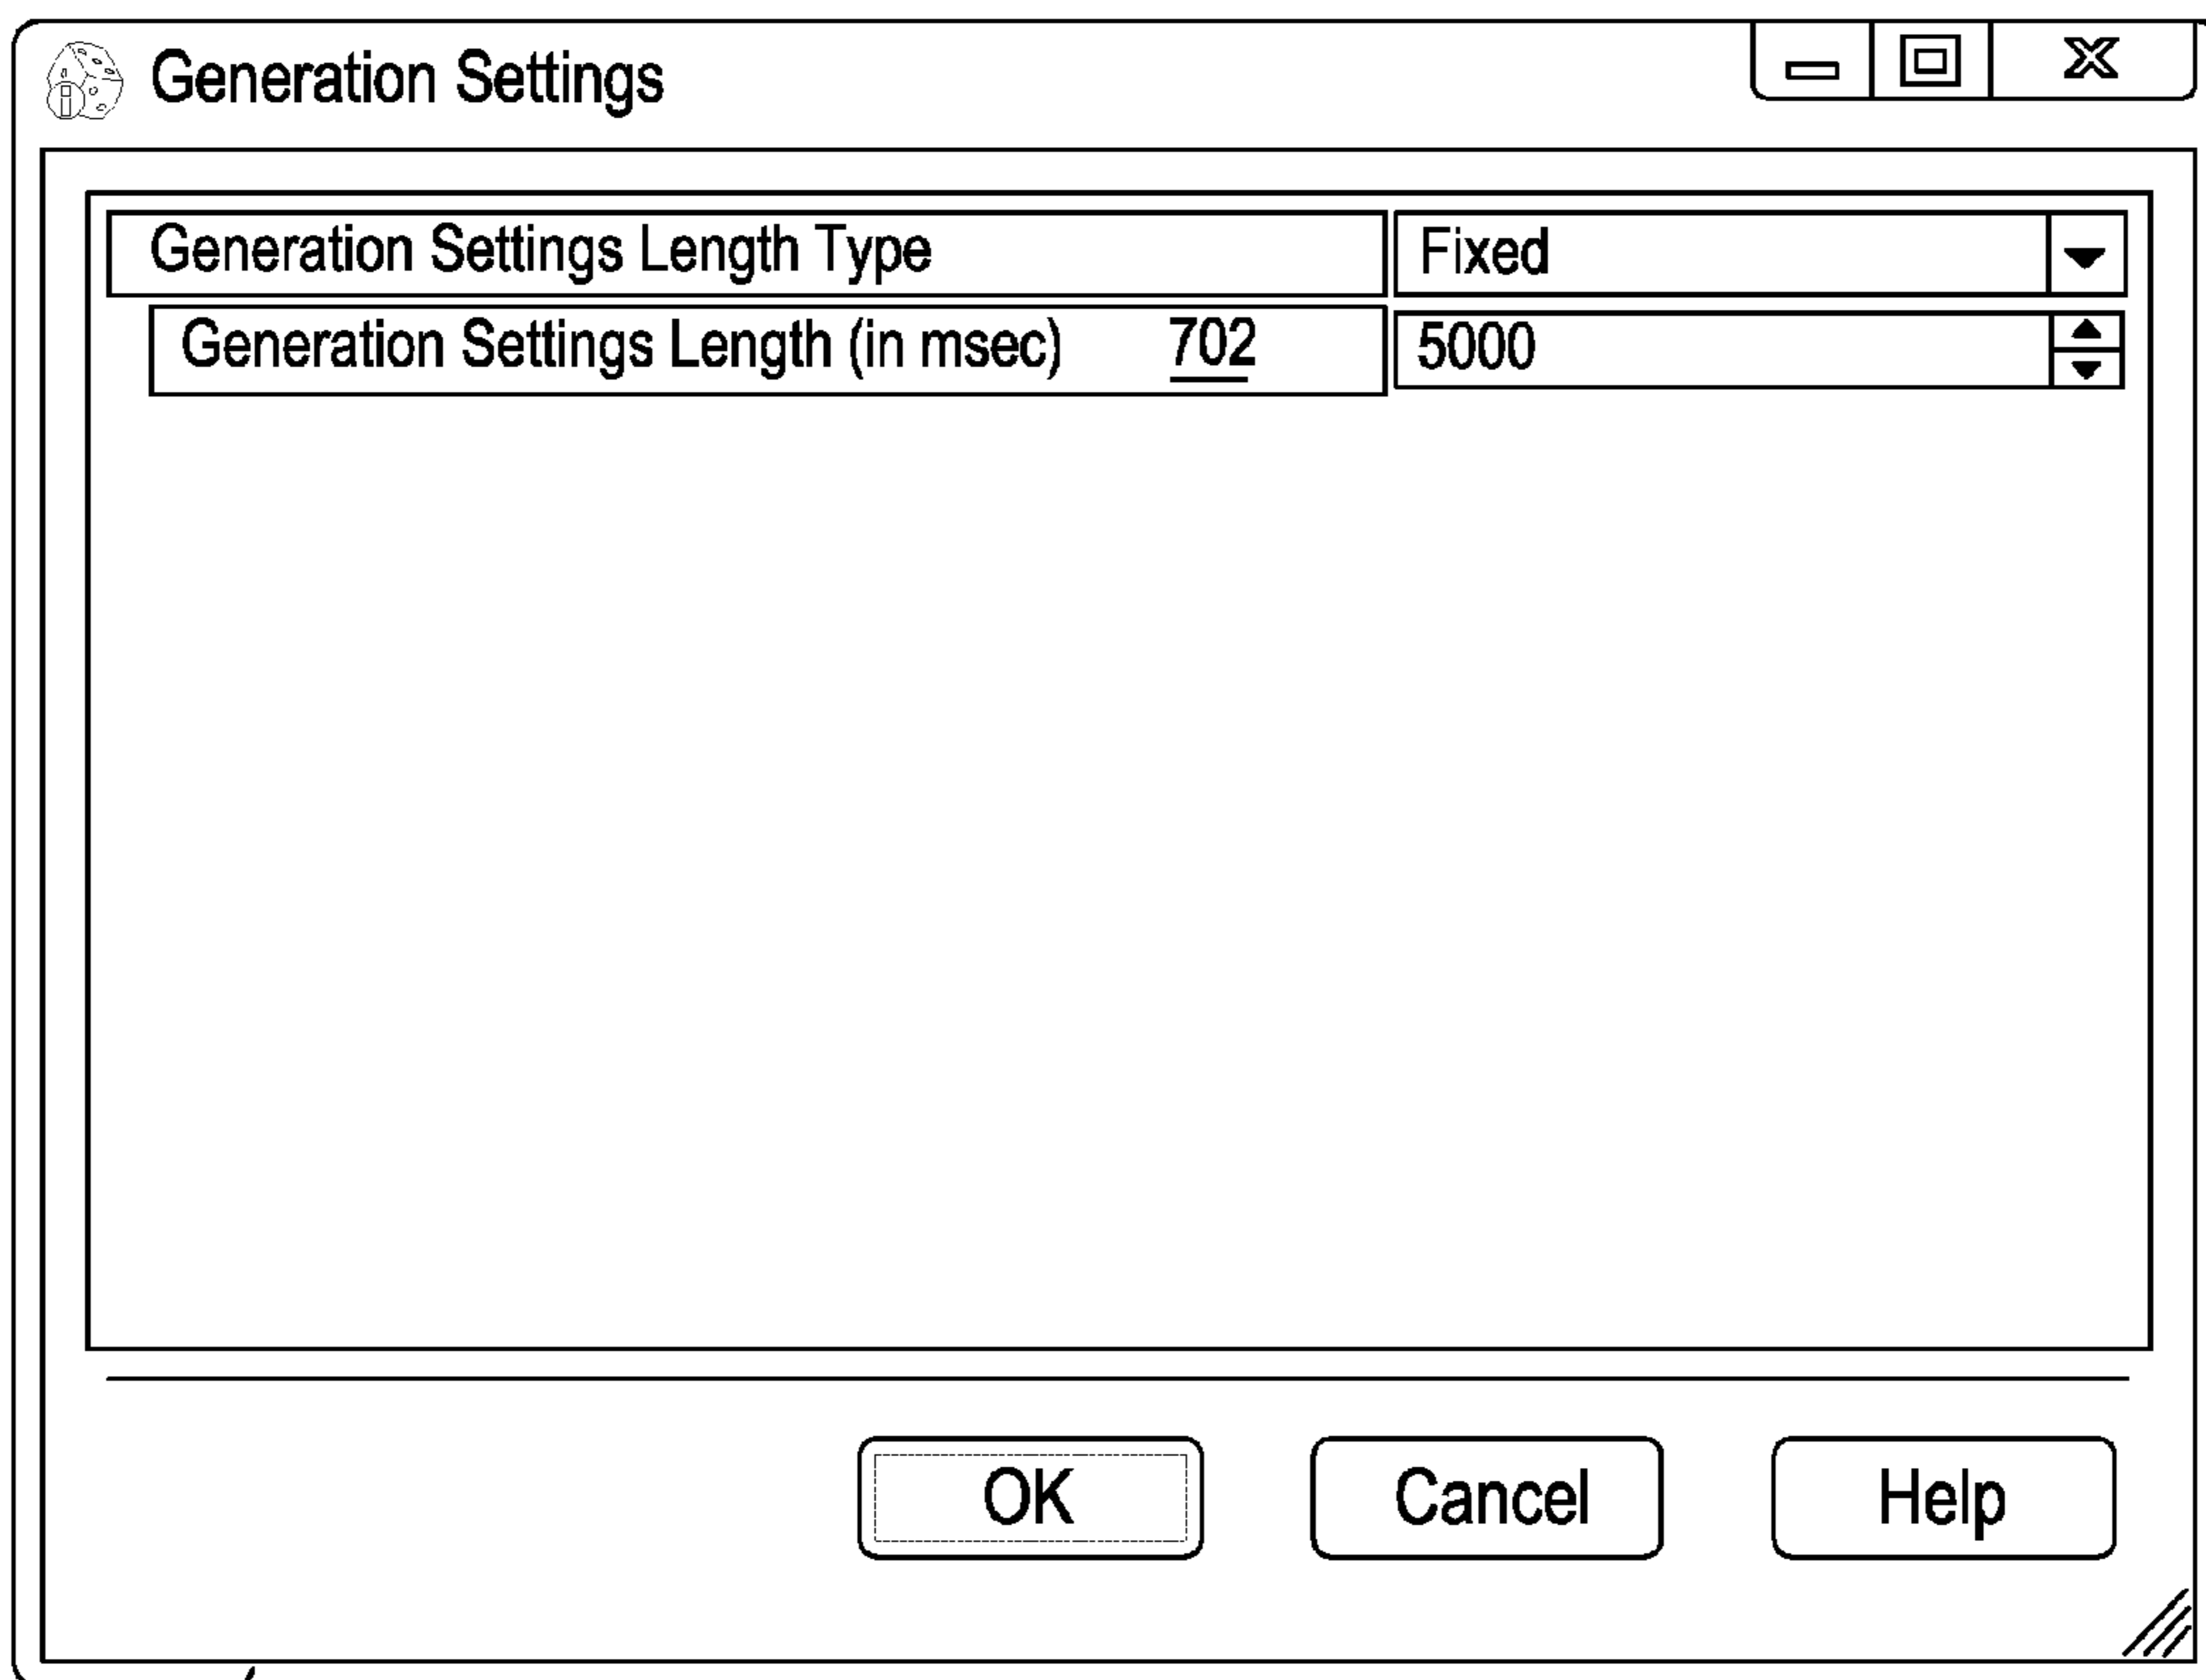 Generation Settings
Generation Settings Length Type Fixed
Generation Settings Length (in msec) 702 5000
OK Cancel Help